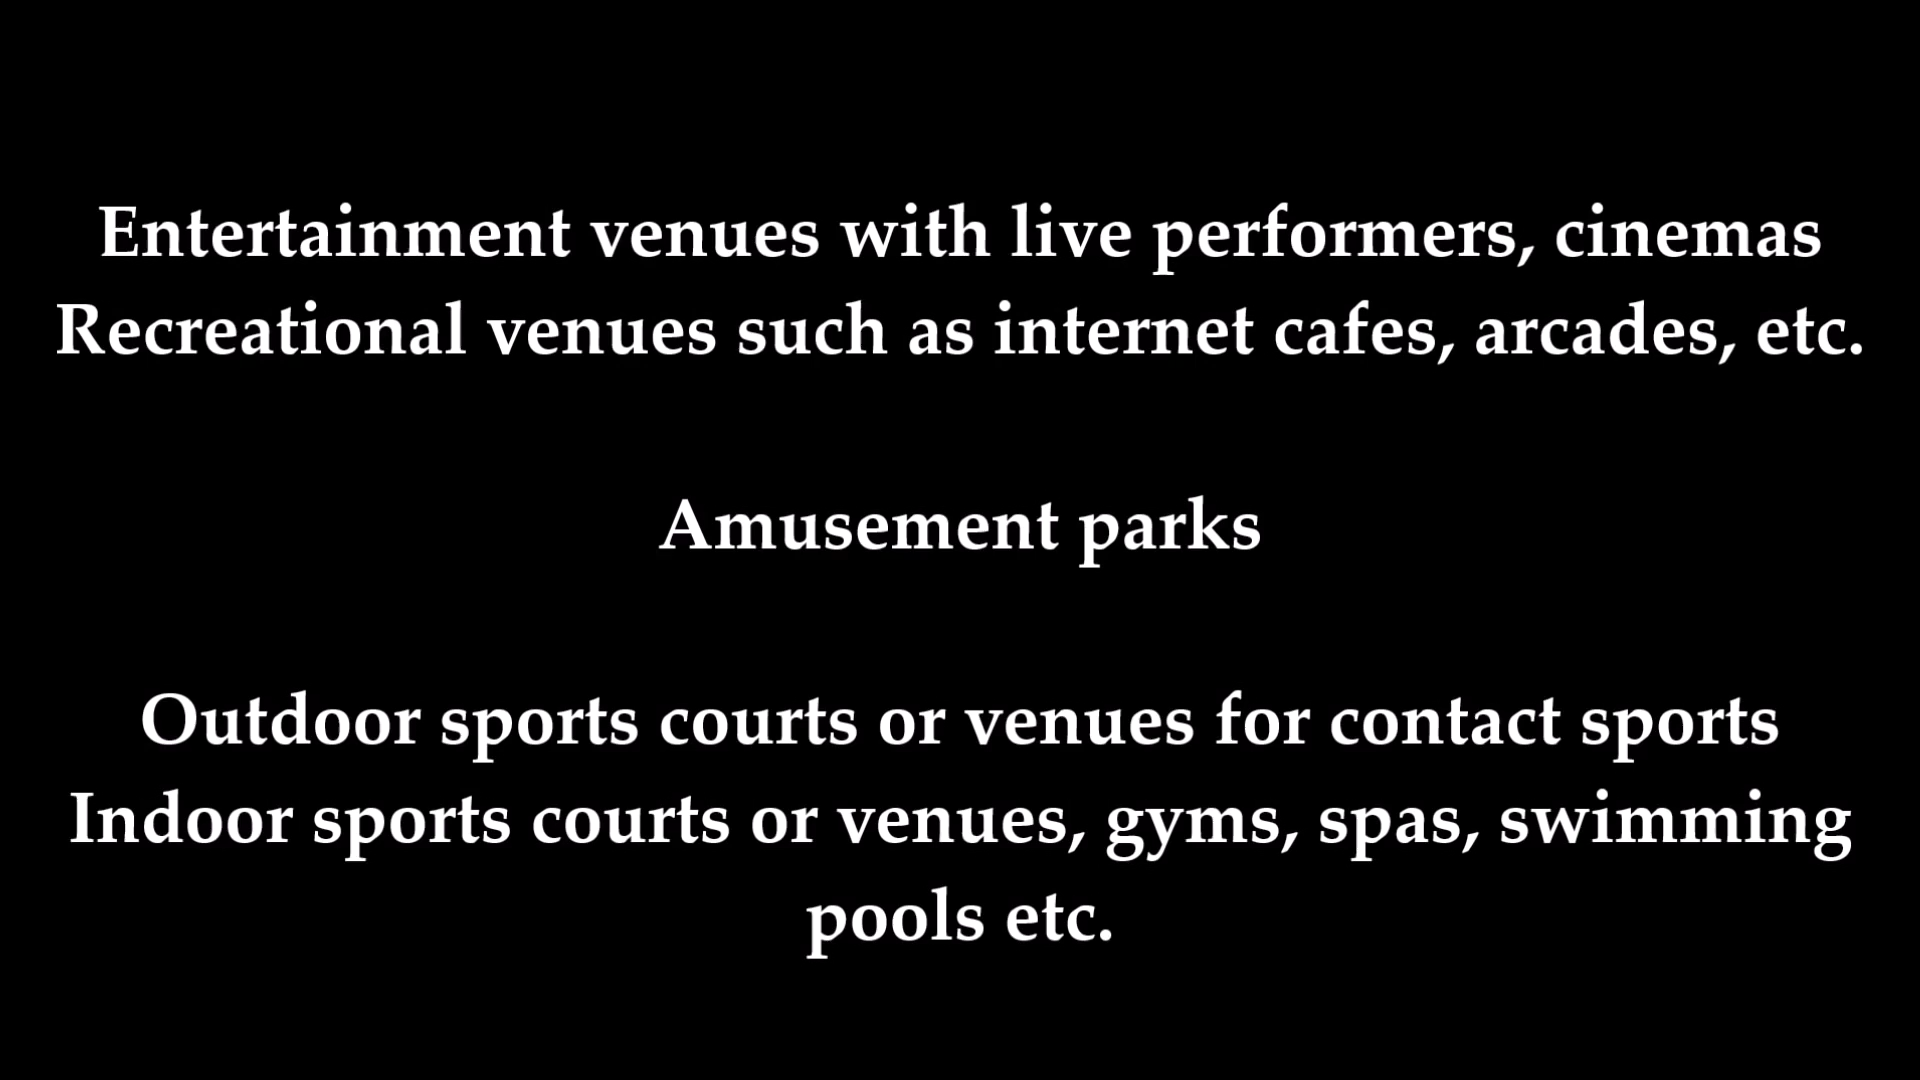 Entertainment venues with live performers, cinemas
Recreational venues such as internet cafes, arcades, etc.
Amusement parks
Outdoor sports courts or venues for contact sports
Indoor sports courts or venues, gyms, spas, swimming
pools etc.